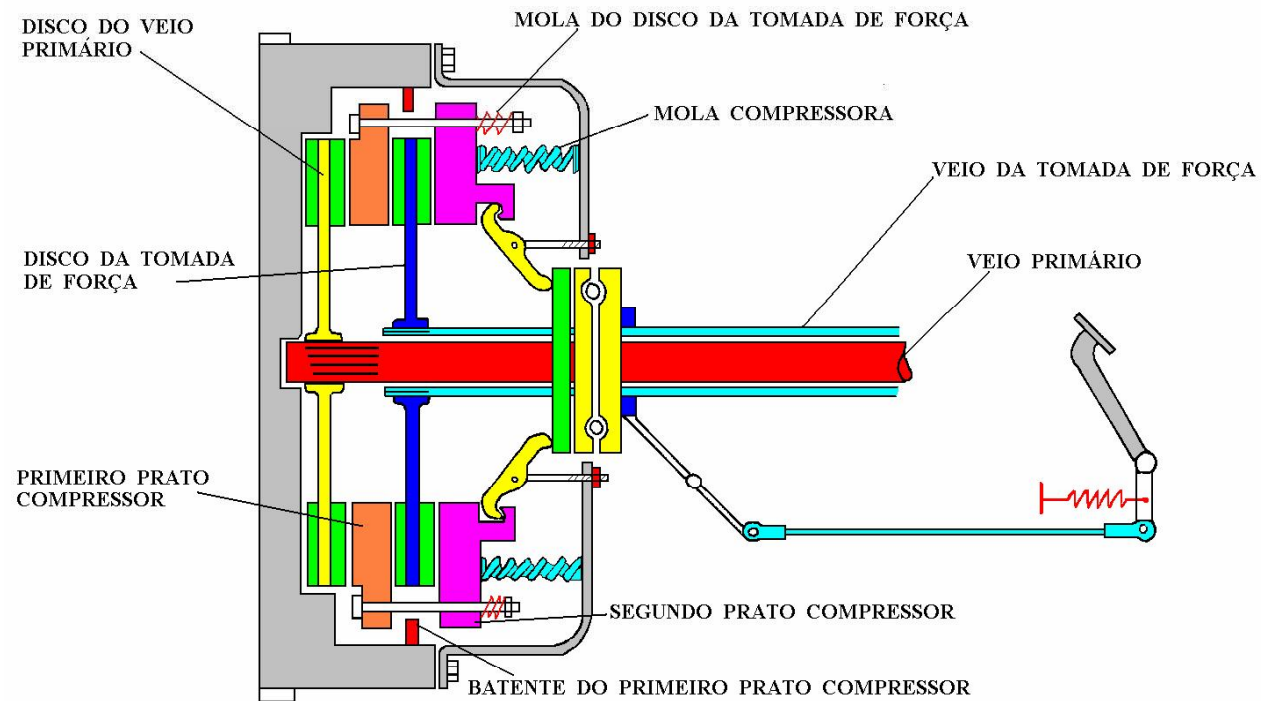 DISCO DO VEIO
PRIMÁRIO
MOLA DO DISCO DA TOMADA DE FORÇA
MOLA COMPRESSORA
VEIO DA TOMADA DE FORÇA
DISCO DA TOMADA
DE FORÇA
VEIO PRIMÁRIO
PRIMEIRO PRATO
COMPRESSOR
SEGUNDO PRATO COMPRESSOR
BATENTE DO PRIMEIRO PRATO COMPRESSOR